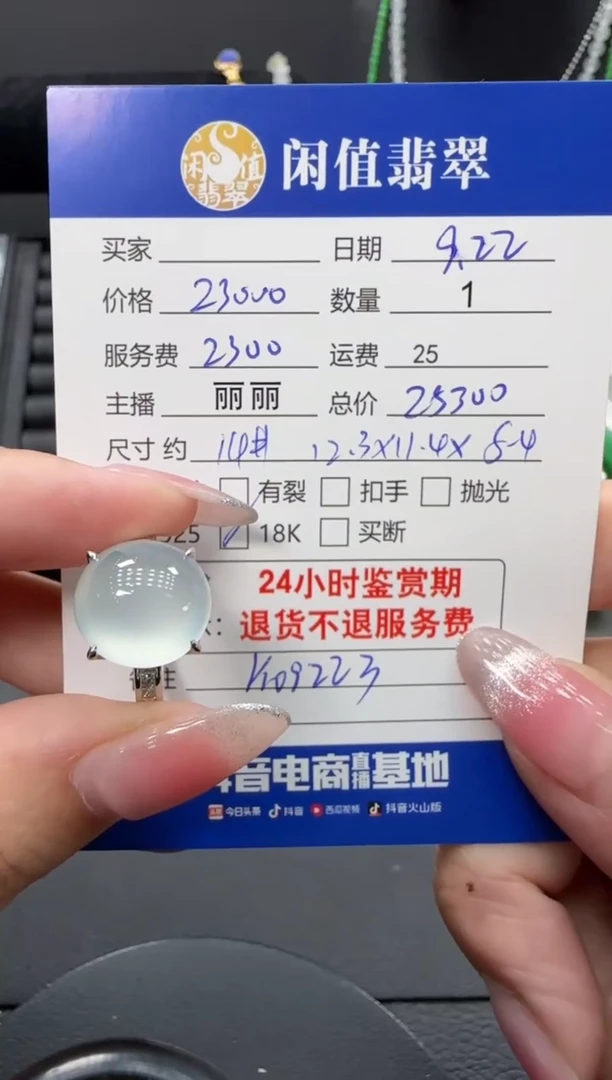 闲值翡翠 闲值翡翠
买家 日期 9.22
价格 23000 数量 1
服务费 2300 运费 25
主播 丽丽 总价 25300
尺寸 约 14# 12.3X11.4X
有裂 扣手 抛光
25 18K 买断
24小时鉴赏期
退货不退服务费
注 K09223
音电商直播基地
今日头条 抖音 西瓜视频 抖音火山版